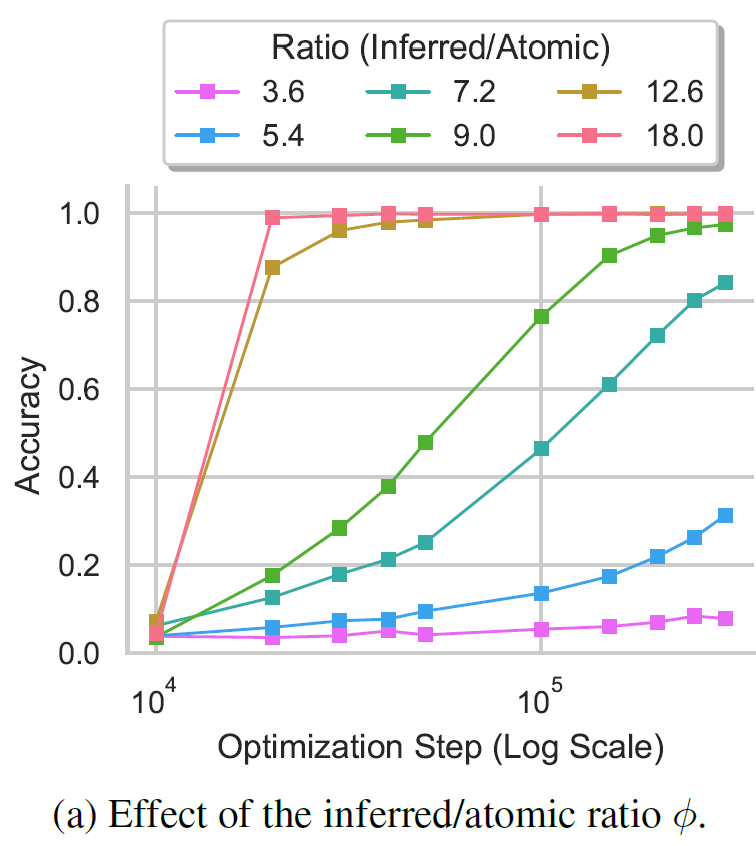 Ratio (Inferred/Atomic)
3.6 7.2 12.6
5.4 9.0 18.0
1.0
0.8
0.6
0.4
0.2
0.0
Accuracy
10^4 10^5
Optimization Step (Log Scale)
(a) Effect of the inferred/atomic ratio ϕ.